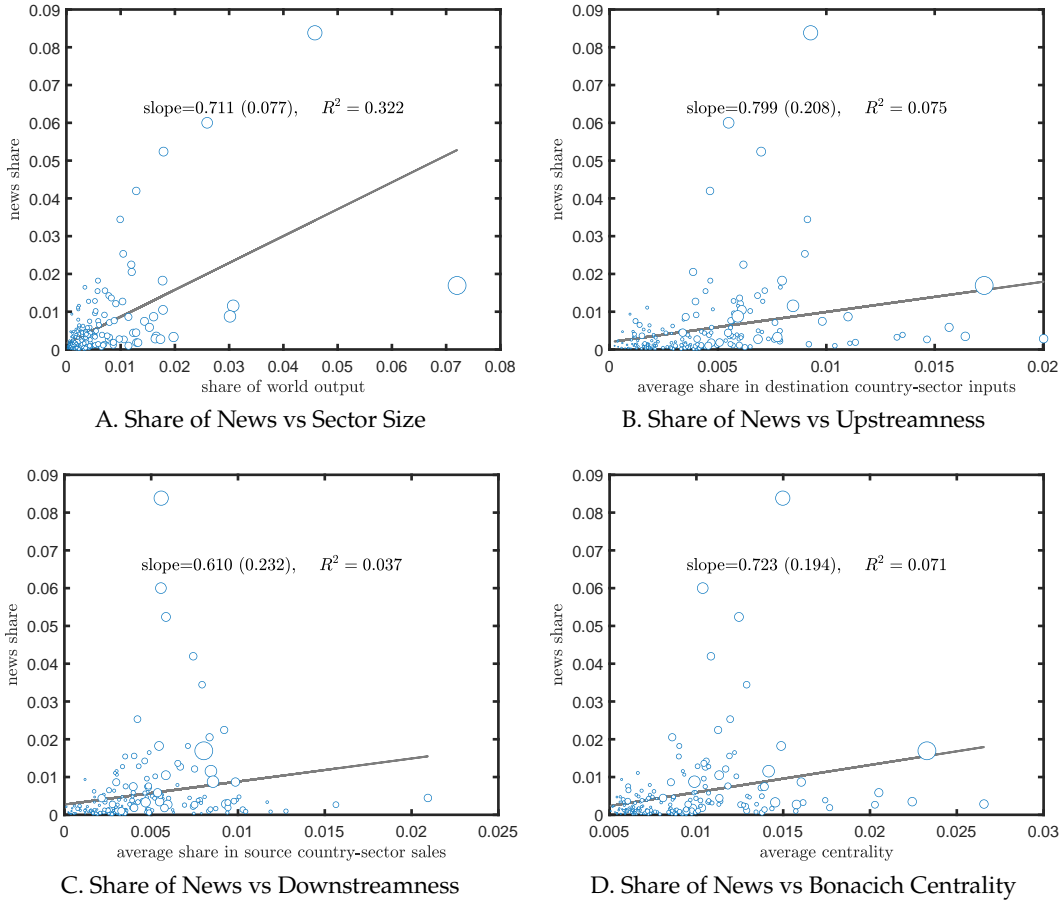 0.09
0.08
0.07
0.06
0.05
0.04
0.03
0.02
0.01
0
news share
slope=0.711 (0.077), R² = 0.322
0 0.01 0.02 0.03 0.04 0.05 0.06 0.07 0.08
share of world output
A. Share of News vs Sector Size
0.09
0.08
0.07
0.06
0.05
0.04
0.03
0.02
0.01
0
news share
slope=0.799 (0.208), R² = 0.075
0 0.005 0.01 0.015 0.02
average share in destination country-sector inputs
B. Share of News vs Upstreamness
0.09
0.08
0.07
0.06
0.05
0.04
0.03
0.02
0.01
0
news share
slope=0.610 (0.232), R² = 0.037
0 0.005 0.01 0.015 0.02 0.025
average share in source country-sector sales
C. Share of News vs Downstreamness
0.09
0.08
0.07
0.06
0.05
0.04
0.03
0.02
0.01
0
news share
slope=0.723 (0.194), R² = 0.071
0.005 0.01 0.015 0.02 0.025 0.03
average centrality
D. Share of News vs Bonacich Centrality